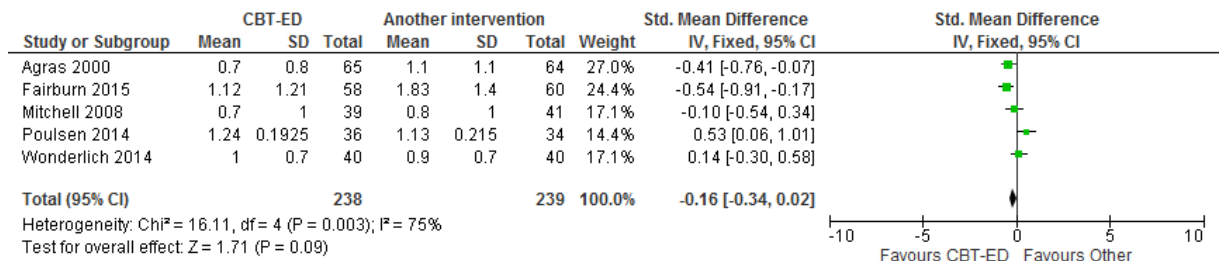 CBT-ED Another intervention Std. Mean Difference Std. Mean Difference
Study or Subgroup Mean SD Total Mean SD Total Weight IV, Fixed, 95% CI IV, Fixed, 95% CI
Agras 2000 0.7 0.8 65 1.1 1.1 64 27.0% -0.41 [-0.76, -0.07]
Fairburn 2015 1.12 1.21 58 1.83 1.4 60 24.4% -0.54 [-0.91, -0.17]
Mitchell 2008 0.7 1 39 0.8 1 41 17.1% -0.10 [-0.54, 0.34]
Poulsen 2014 1.24 0.1925 36 1.13 0.215 34 14.4% 0.53 [0.06, 1.01]
Wonderlich 2014 1 0.7 40 0.9 0.7 40 17.1% 0.14 [-0.30, 0.58]
Total (95% CI) 238 239 100.0% -0.16 [-0.34, 0.02]
Heterogeneity: Chi² = 16.11, df = 4 (P = 0.003); I² = 75%
Test for overall effect: Z = 1.71 (P = 0.09)
-10 -5 0 5 10
Favours CBT-ED Favours Other